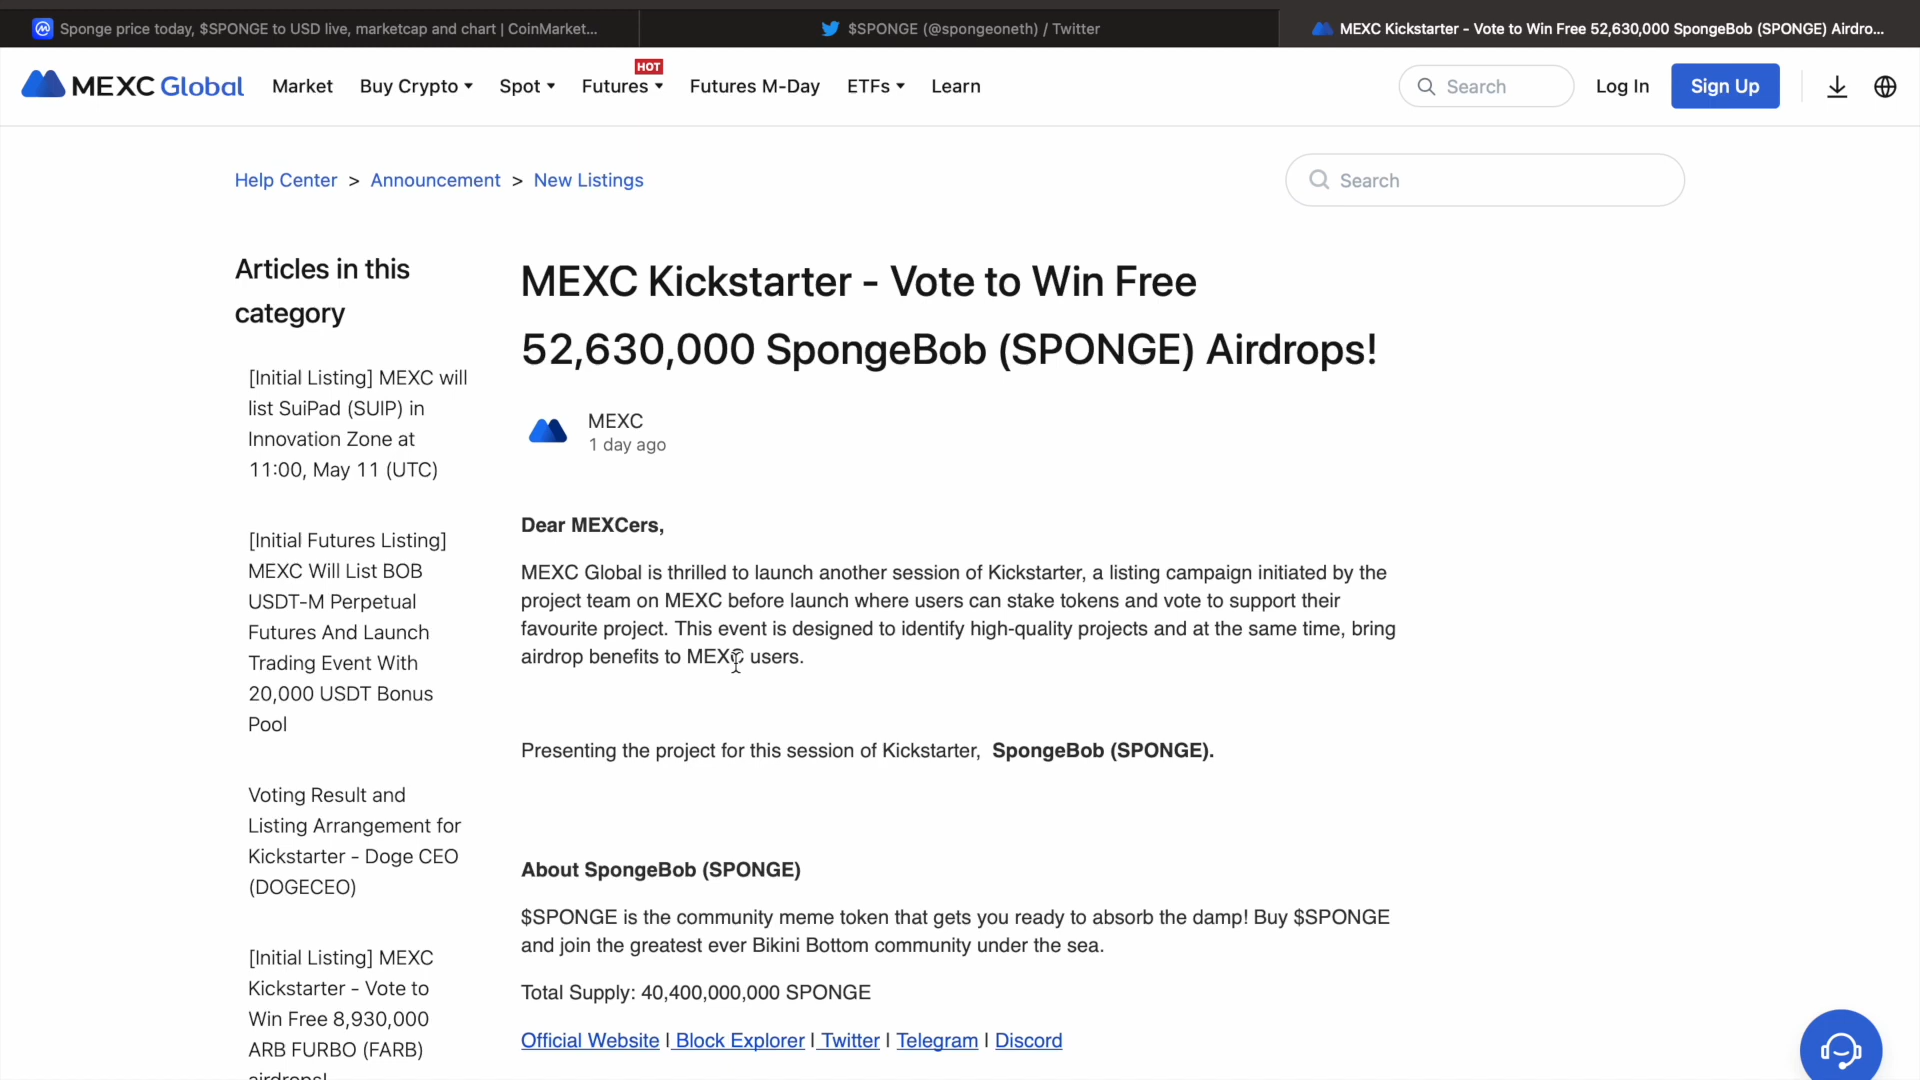 Sponge price today, $SPONGE to USD live, marketcap and chart | CoinMarket...
$SPONGE (@spongeoneth) / Twitter
MEXC Kickstarter - Vote to Win Free 52,630,000 SpongeBob (SPONGE) Airdro...
MEXC Global
Market
Buy Crypto
Spot
Futures
HOT
Futures M-Day
ETFs
Learn
Search
Log In
Sign Up
Help Center > Announcement > New Listings
Search
Articles in this
category
[Initial Listing] MEXC will
list SuiPad (SUIP) in
Innovation Zone at
11:00, May 11 (UTC)
[Initial Futures Listing]
MEXC Will List BOB
USDT-M Perpetual
Futures And Launch
Trading Event With
20,000 USDT Bonus
Pool
Voting Result and
Listing Arrangement for
Kickstarter - Doge CEO
(DOGECEO)
[Initial Listing] MEXC
Kickstarter - Vote to
Win Free 8,930,000
ARB FURBO (FARB)
airdrops!
MEXC Kickstarter - Vote to Win Free
52,630,000 SpongeBob (SPONGE) Airdrops!
MEXC
1 day ago
Dear MEXCers,
MEXC Global is thrilled to launch another session of Kickstarter, a listing campaign initiated by the
project team on MEXC before launch where users can stake tokens and vote to support their
favourite project. This event is designed to identify high-quality projects and at the same time, bring
airdrop benefits to MEXC users.
Presenting the project for this session of Kickstarter, SpongeBob (SPONGE).
About SpongeBob (SPONGE)
$SPONGE is the community meme token that gets you ready to absorb the damp! Buy $SPONGE
and join the greatest ever Bikini Bottom community under the sea.
Total Supply: 40,400,000,000 SPONGE
Official Website | Block Explorer | Twitter | Telegram | Discord